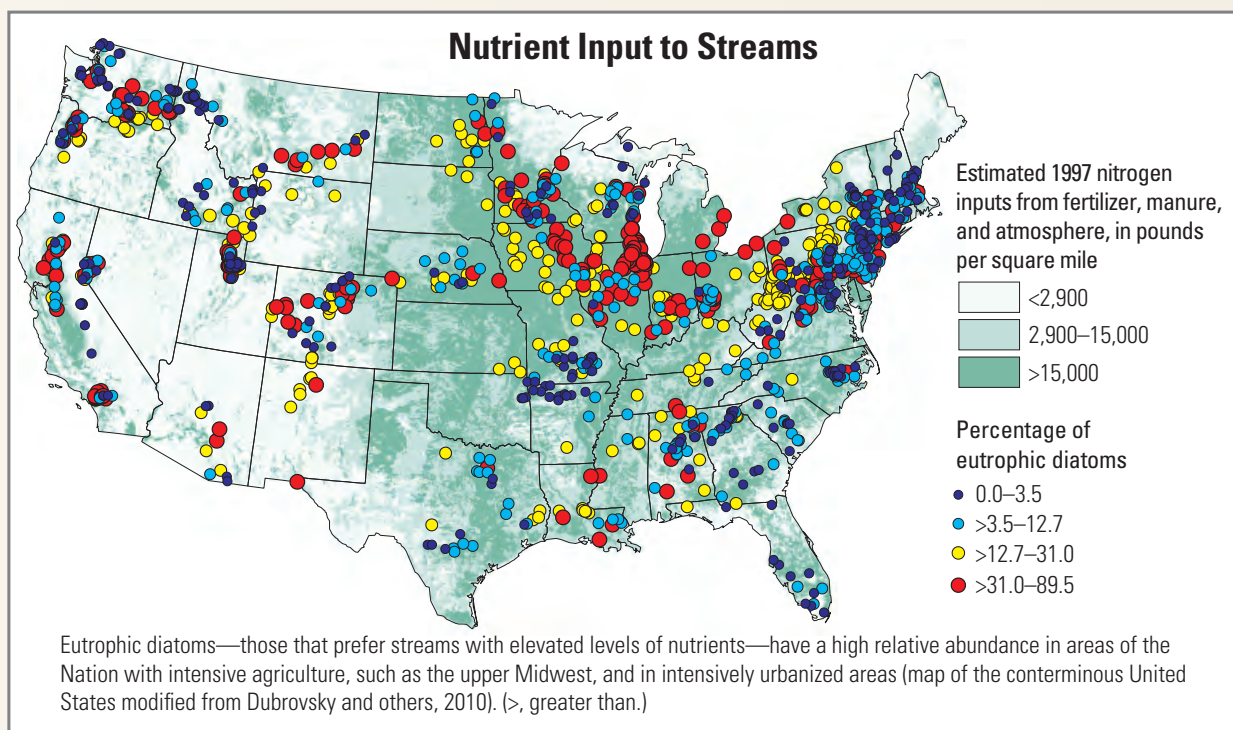 Nutrient Input to Streams
Estimated 1997 nitrogen
inputs from fertilizer, manure,
and atmosphere, in pounds
per square mile
<2,900
2,900–15,000
>15,000
Percentage of
eutrophic diatoms
0.0–3.5
>3.5–12.7
>12.7–31.0
>31.0–89.5
Eutrophic diatoms—those that prefer streams with elevated levels of nutrients—have a high relative abundance in areas of the
Nation with intensive agriculture, such as the upper Midwest, and in intensively urbanized areas (map of the conterminous United
States modified from Dubrovsky and others, 2010). (>, greater than.)